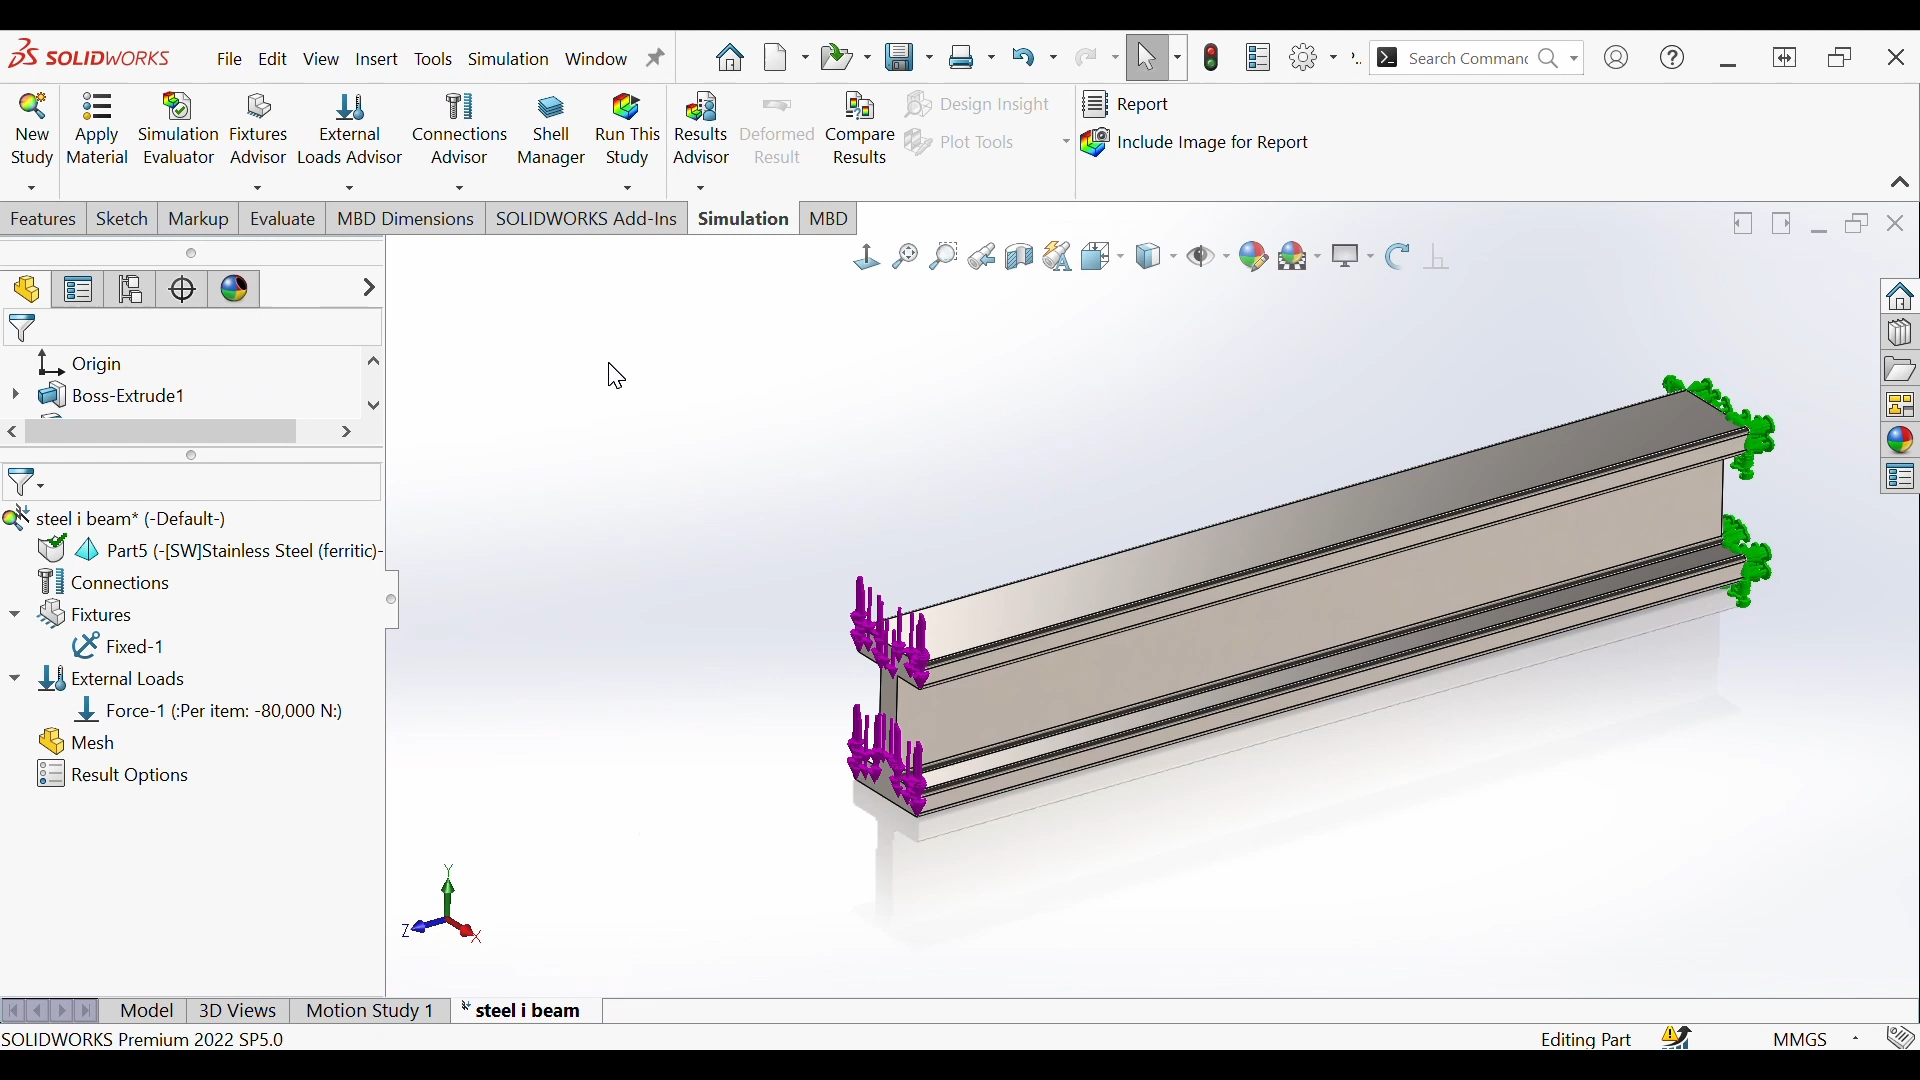 SOLIDWORKS
File Edit View Insert Tools Simulation Window
Search Commanc
New Study
Apply Material
Simulation Evaluator
Fixtures Advisor
External Loads Advisor
Connections Advisor
Shell Manager
Run This Study
Results Advisor
Deformed Result
Compare Results
Design Insight
Plot Tools
Report
Include Image for Report
Features Sketch Markup Evaluate MBD Dimensions SOLIDWORKS Add-Ins Simulation MBD
Origin
Boss-Extrude1
steel i beam* (-Default-)
Part5 (-[SW]Stainless Steel (ferritic)-
Connections
Fixtures
Fixed-1
External Loads
Force-1 (:Per item: -80,000 N:)
Mesh
Result Options
Y
Z
X
Model 3D Views Motion Study 1 steel i beam
SOLIDWORKS Premium 2022 SP5.0
Editing Part
MMGS